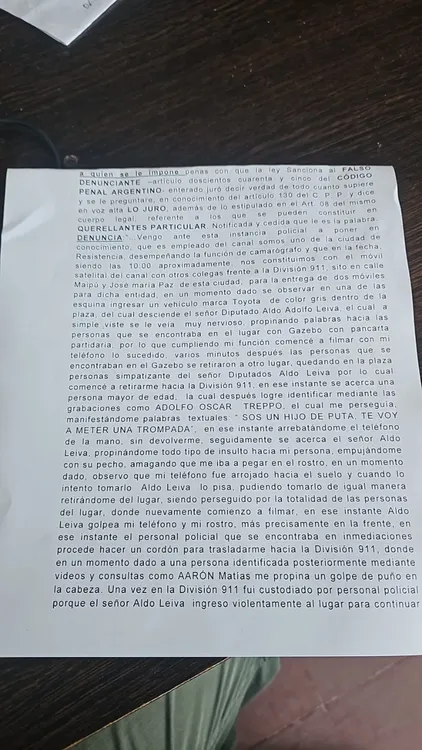 a quien se le impone penas con que la ley Sanciona al FALSO
DENUNCIANTE –artículo doscientos cuarenta y cinco del CÓDIGO
PENAL ARGENTINO- enterado juró decir verdad de todo cuanto supiere
y se le preguntare, en conocimiento del artículo 130 del C. P. P. y dice
en voz alta LO JURO, además de lo estipulado en el Art. 08 del mismo
cuerpo legal, referente a los que se pueden constituir en
QUERELLANTES PARTICULAR. Notificada y cedida que le es la palabra
DENUNCIA" Vengo ante esta instancia policial a poner en
conocimiento, que es empleado del canal somos uno de la ciudad de
Resistencia, desempeñando la función de camarógrafo y que en la fecha,
siendo las 10:00 aproximadamente, nos constituimos con el móvil
satelital del canal con otros colegas frente a la División 911, sito en calle
Maipú y José maría Paz de esta ciudad, para la entrega de dos móviles
para dicha entidad, en un momento dado se observar en una de las
esquina ingresar un vehículo marca Toyota de color gris dentro de la
plaza, del cual desciende el señor Diputado Aldo Adolfo Leiva, el cual a
simple viste se le veía muy nervioso, propinando palabras hacia las
personas que se encontraba en el lugar con Gazebo con pancarta
partidaria, por lo que cumpliendo mi función comencé a filmar con mi
teléfono lo sucedido, varios minutos después las personas que se
encontraban en el Gazebo se retiraron a otro lugar, quedando en la plaza
personas simpatizante del señor Diputados Aldo Leiva, por lo cual
comencé a retirarme hacia la División 911, en ese instante se acerca una
persona mayor de edad, la cual después logre identificar mediante las
grabaciones como ADOLFO OSCAR TREPPO, el cual me perseguía,
manifestándome palabras textuales " SOS UN HIJO DE PUTA, TE VOY
A METER UNA TROMPADA", en ese instante arrebatándome el teléfono
de la mano, sin devolverme, seguidamente se acerca el señor Aldo
Leiva, propinándome todo tipo de insulto hacia mi persona, empujándome
con su pecho, amagando que me iba a pegar en el rostro, en un momento
dado, observo que mi teléfono fue arrojado hacia el suelo y cuando lo
intento tomarlo Aldo Leiva lo pisa, pudiendo tomarlo de igual manera
retirándome del lugar, siendo perseguido por la totalidad de las personas
del lugar, donde nuevamente comienzo a filmar, en ese instante Aldo
Leiva golpea mi teléfono y mi rostro, más precisamente en la frente, en
ese instante el personal policial que se encontraba en inmediaciones
procede hacer un cordón para trasladarme hacia la División 911, donde
en un momento dado a una persona identificada posteriormente mediante
videos y consultas como AARÓN Matías me propina un golpe de puño en
la cabeza. Una vez en la División 911 fui custodiado por personal policial
porque el señor Aldo Leiva ingreso violentamente al lugar para continuar